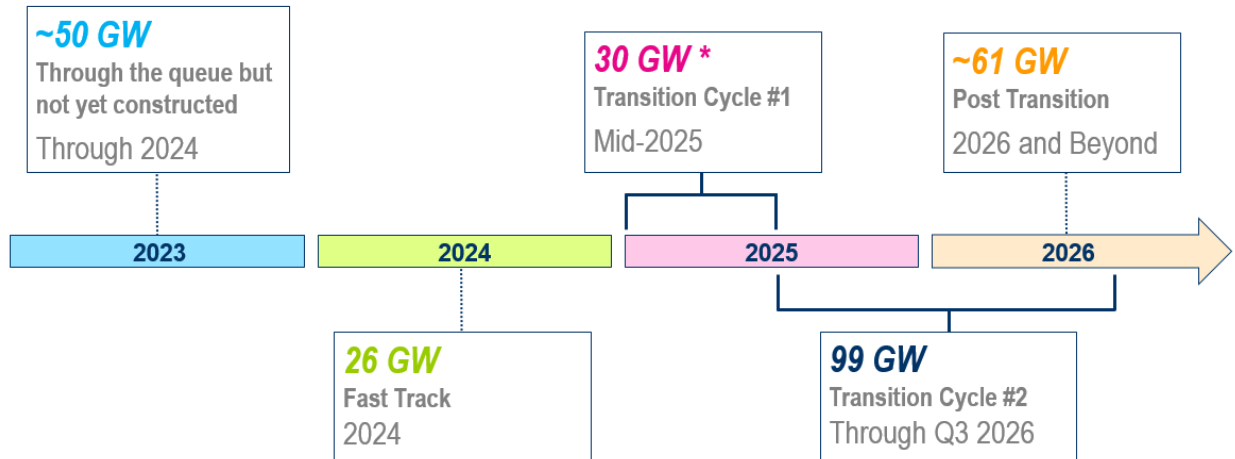 ~50 GW
Through the queue but
not yet constructed
Through 2024
30 GW *
Transition Cycle #1
Mid-2025
~61 GW
Post Transition
2026 and Beyond
2023
2024
2025
2026
26 GW
Fast Track
2024
99 GW
Transition Cycle #2
Through Q3 2026